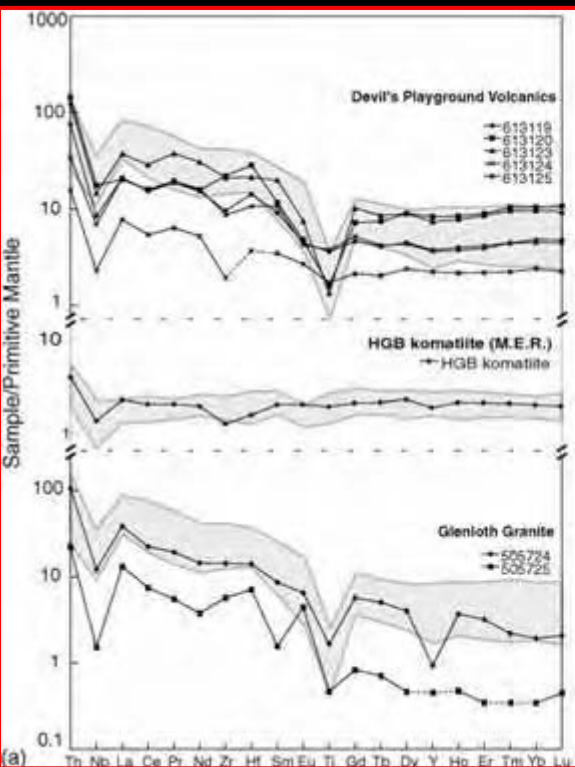 1000
Devil's Playground Volcanics
613119
613120
613123
613124
613125
100
10
1
Sample/Primitive Mantle
10
HGB komatiite (M.E.R.)
HGB komatiite
1
100
Glenloth Granite
505724
505725
10
1
0.1
(a)
Th Nb La Ce Pr Nd Zr Hf Sm Eu Ti Gd Tb Dy Y Ho Er Tm Yb Lu